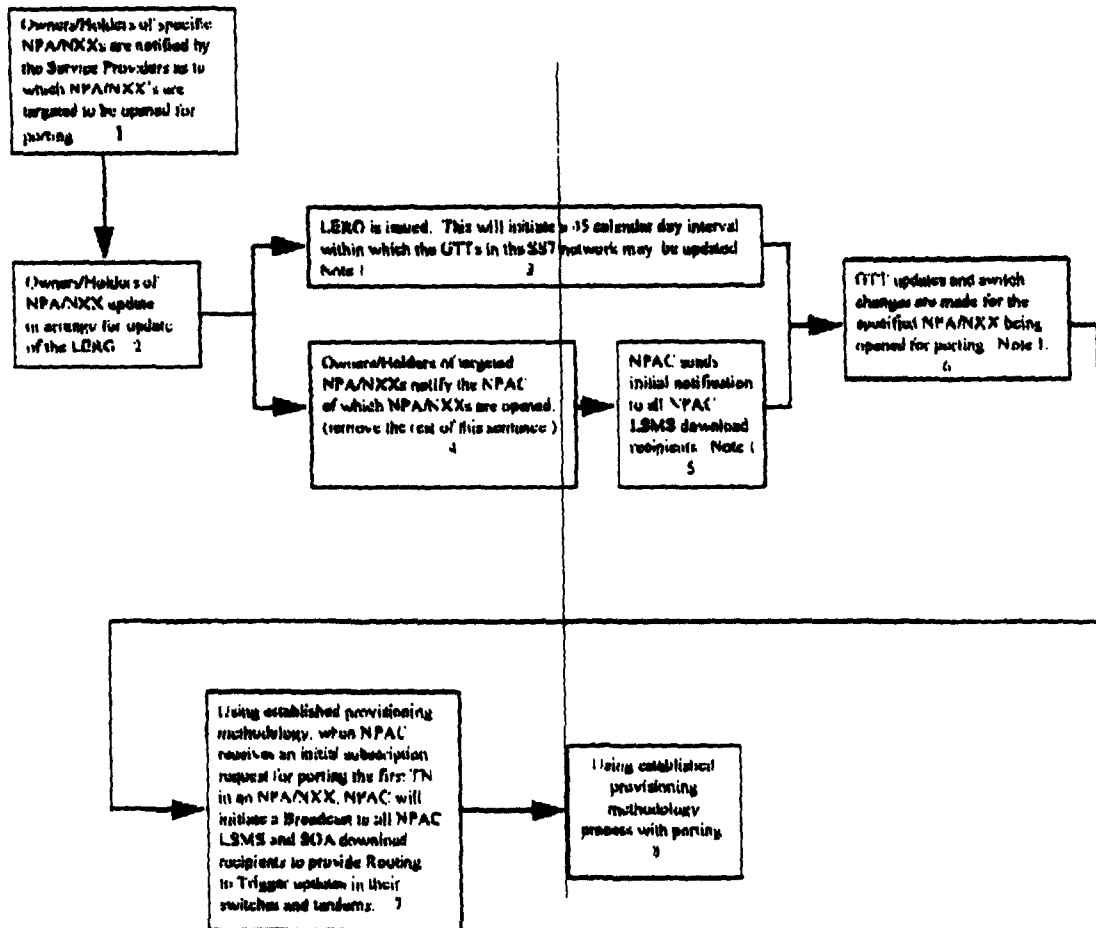 Owners/Holders of specific
NPA/NXXs are notified by
the Service Providers as to
which NPA/NXX's are
targeted to be opened for
porting 1
Owners/Holders of
NPA/NXX update
or arrange for update
of the LERG 2
LERG is issued. This will initiate a 45 calendar day interval
within which the GTTs in the SS7 network may be updated
Note 1 3
Owners/Holders of targeted
NPA/NXXs notify the NPAC
of which NPA/NXXs are opened.
(remove the rest of this sentence )
4
NPAC sends
initial notification
to all NPAC
LSMS download
recipients. Note 1
5
GTT updates and switch
changes are made for the
specified NPA/NXX being
opened for porting Note 1.
6
Using established provisioning
methodology, when NPAC
receives an initial subscription
request for porting the first TN
in an NPA/NXX, NPAC will
initiate a Broadcast to all NPAC
LSMS and SOA download
recipients to provide Routing
to Trigger updates in their
switches and tandems. 7
Using established
provisioning
methodology
process with porting
8